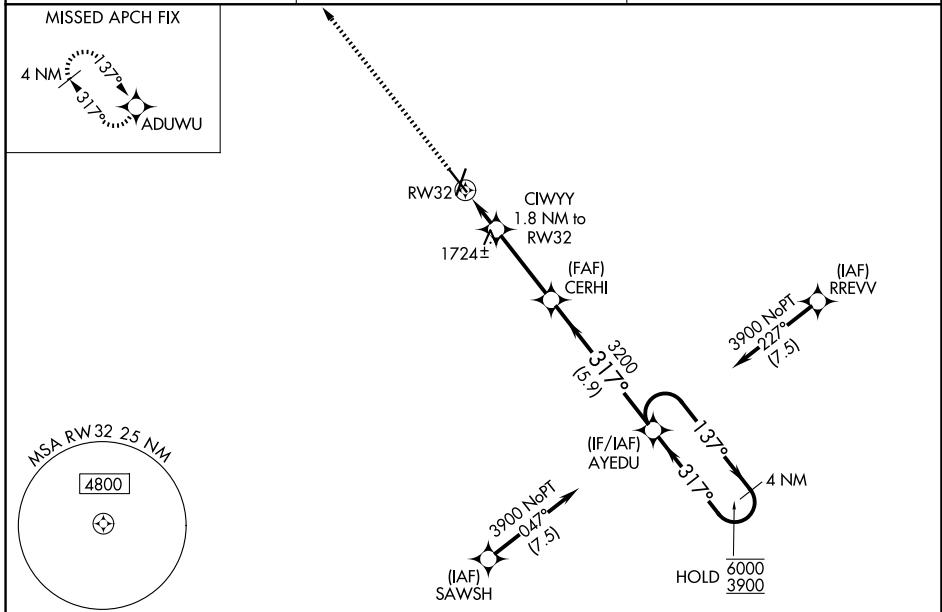 MISSED APCH FIX
4 NM
137°
317°
ADUWU
RW32
CIWYY
1.8 NM to
RW32
1724±
(FAF)
CERHI
(IAF)
RREVV
3900 NoPT
227°
(7.5)
3200
317°
(5.9)
(IF/IAF)
AYEDU
137°
317°
4 NM
HOLD
6000
3900
MSA RW32 25 NM
4800
3900 NoPT
047°
(7.5)
(IAF)
SAWSH